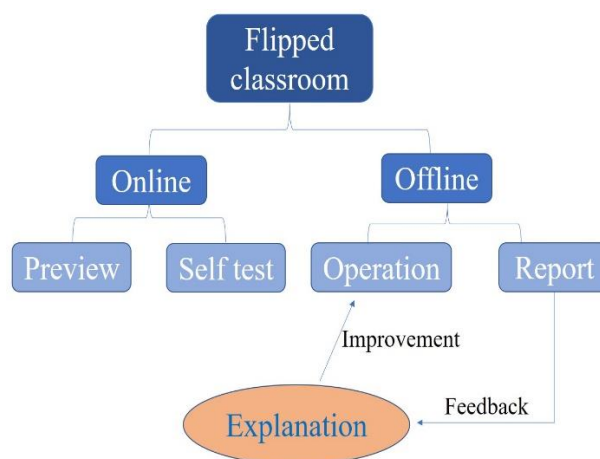 Flipped
classroom
Online
Offline
Preview
Self test
Operation
Report
Improvement
Feedback
Explanation